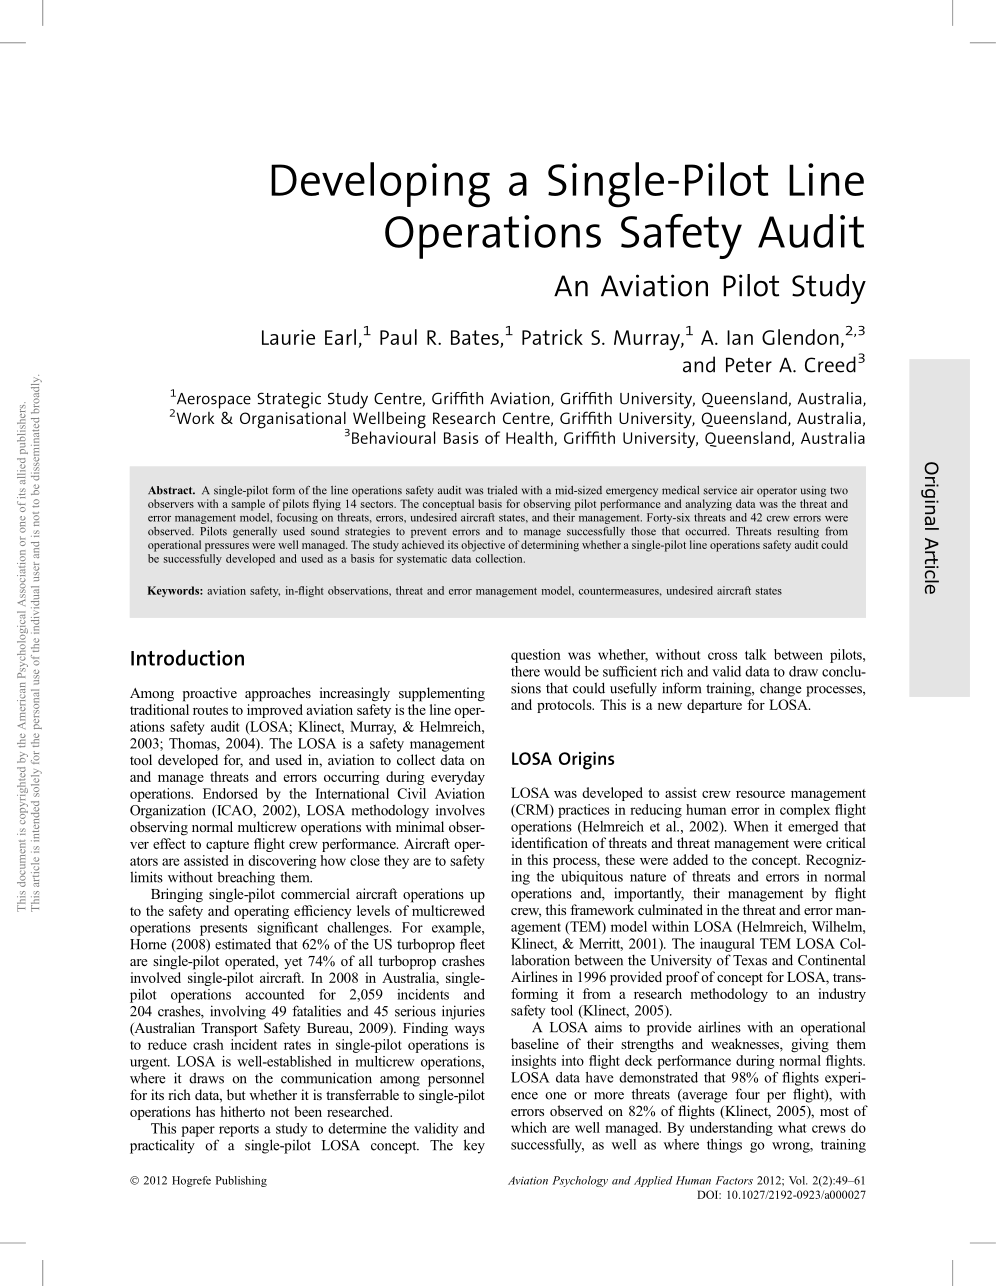 Developing a Single-Pilot Line
Operations Safety Audit
An Aviation Pilot Study
Laurie Earl,1 Paul R. Bates,1 Patrick S. Murray,1 A. Ian Glendon,2,3
and Peter A. Creed3
1Aerospace Strategic Study Centre, Griffith Aviation, Griffith University, Queensland, Australia,
2Work & Organisational Wellbeing Research Centre, Griffith University, Queensland, Australia,
3Behavioural Basis of Health, Griffith University, Queensland, Australia
Abstract. A single-pilot form of the line operations safety audit was trialed with a mid-sized emergency medical service air operator using two
observers with a sample of pilots flying 14 sectors. The conceptual basis for observing pilot performance and analyzing data was the threat and
error management model, focusing on threats, errors, undesired aircraft states, and their management. Forty-six threats and 42 crew errors were
observed. Pilots generally used sound strategies to prevent errors and to manage successfully those that occurred. Threats resulting from
operational pressures were well managed. The study achieved its objective of determining whether a single-pilot line operations safety audit could
be successfully developed and used as a basis for systematic data collection.
Keywords: aviation safety, in-flight observations, threat and error management model, countermeasures, undesired aircraft states
Introduction
Among proactive approaches increasingly supplementing
traditional routes to improved aviation safety is the line oper-
ations safety audit (LOSA; Klinect, Murray, & Helmreich,
2003; Thomas, 2004). The LOSA is a safety management
tool developed for, and used in, aviation to collect data on
and manage threats and errors occurring during everyday
operations. Endorsed by the International Civil Aviation
Organization (ICAO, 2002), LOSA methodology involves
observing normal multicrew operations with minimal obser-
ver effect to capture flight crew performance. Aircraft oper-
ators are assisted in discovering how close they are to safety
limits without breaching them.
Bringing single-pilot commercial aircraft operations up
to the safety and operating efficiency levels of multicrewed
operations presents significant challenges. For example,
Horne (2008) estimated that 62% of the US turboprop fleet
are single-pilot operated, yet 74% of all turboprop crashes
involved single-pilot aircraft. In 2008 in Australia, single-
pilot operations accounted for 2,059 incidents and
204 crashes, involving 49 fatalities and 45 serious injuries
(Australian Transport Safety Bureau, 2009). Finding ways
to reduce crash incident rates in single-pilot operations is
urgent. LOSA is well-established in multicrew operations,
where it draws on the communication among personnel
for its rich data, but whether it is transferrable to single-pilot
operations has hitherto not been researched.
This paper reports a study to determine the validity and
practicality of a single-pilot LOSA concept. The key
question was whether, without cross talk between pilots,
there would be sufficient rich and valid data to draw conclu-
sions that could usefully inform training, change processes,
and protocols. This is a new departure for LOSA.
LOSA Origins
LOSA was developed to assist crew resource management
(CRM) practices in reducing human error in complex flight
operations (Helmreich et al., 2002). When it emerged that
identification of threats and threat management were critical
in this process, these were added to the concept. Recogniz-
ing the ubiquitous nature of threats and errors in normal
operations and, importantly, their management by flight
crew, this framework culminated in the threat and error man-
agement (TEM) model within LOSA (Helmreich, Wilhelm,
Klinect, & Merritt, 2001). The inaugural TEM LOSA Col-
laboration between the University of Texas and Continental
Airlines in 1996 provided proof of concept for LOSA, trans-
forming it from a research methodology to an industry
safety tool (Klinect, 2005).
A LOSA aims to provide airlines with an operational
baseline of their strengths and weaknesses, giving them
insights into flight deck performance during normal flights.
LOSA data have demonstrated that 98% of flights experi-
ence one or more threats (average four per flight), with
errors observed on 82% of flights (Klinect, 2005), most of
which are well managed. By understanding what crews do
successfully, as well as where things go wrong, training
© 2012 Hogrefe Publishing
Aviation Psychology and Applied Human Factors 2012; Vol. 2(2):49–61
DOI: 10.1027/2192-0923/a000027
Original Article
This document is copyrighted by the American Psychological Association or one of its allied publishers.
This article is intended solely for the personal use of the individual user and is not to be disseminated broadly.